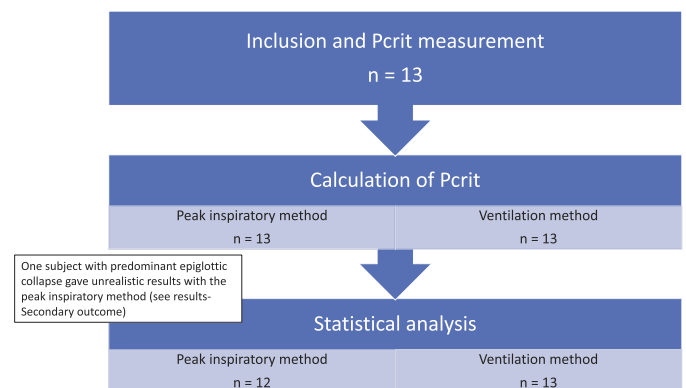 Inclusion and Pcrit measurement
n = 13
Calculation of Pcrit
Peak inspiratory method
n = 13
Ventilation method
n = 13
One subject with predominant epiglottic
collapse gave unrealistic results with the
peak inspiratory method (see results-
Secondary outcome)
Statistical analysis
Peak inspiratory method
n = 12
Ventilation method
n = 13